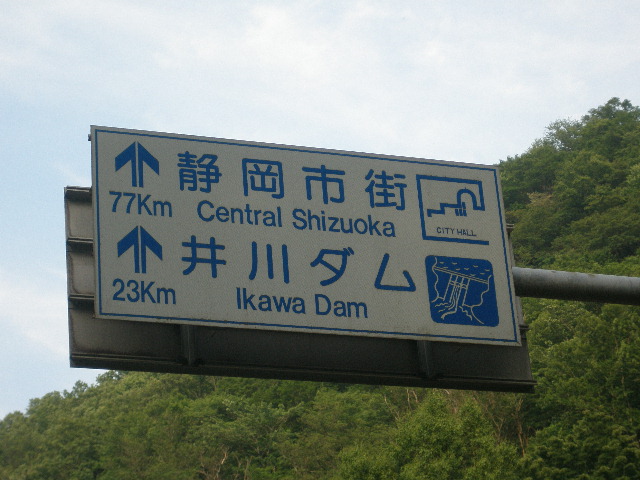 静岡市街
77Km Central Shizuoka
CITY HALL
井川ダム
23Km Ikawa Dam